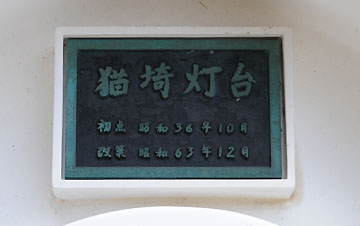 猫埼灯台
初点 昭和36年10月
改築 昭和63年12月